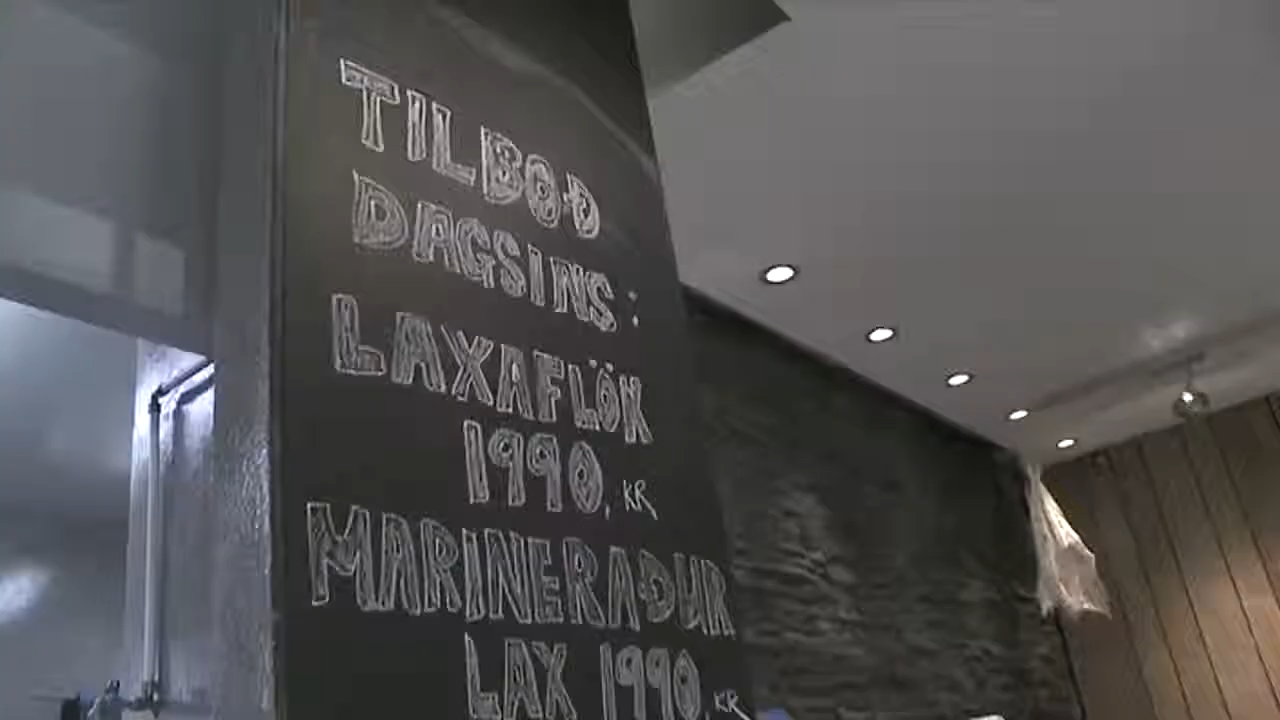 TILBOÐ
DAGSINS:
LAXAFLÖK
1990, KR
MARINERAÐUR
LAX 1990, KR